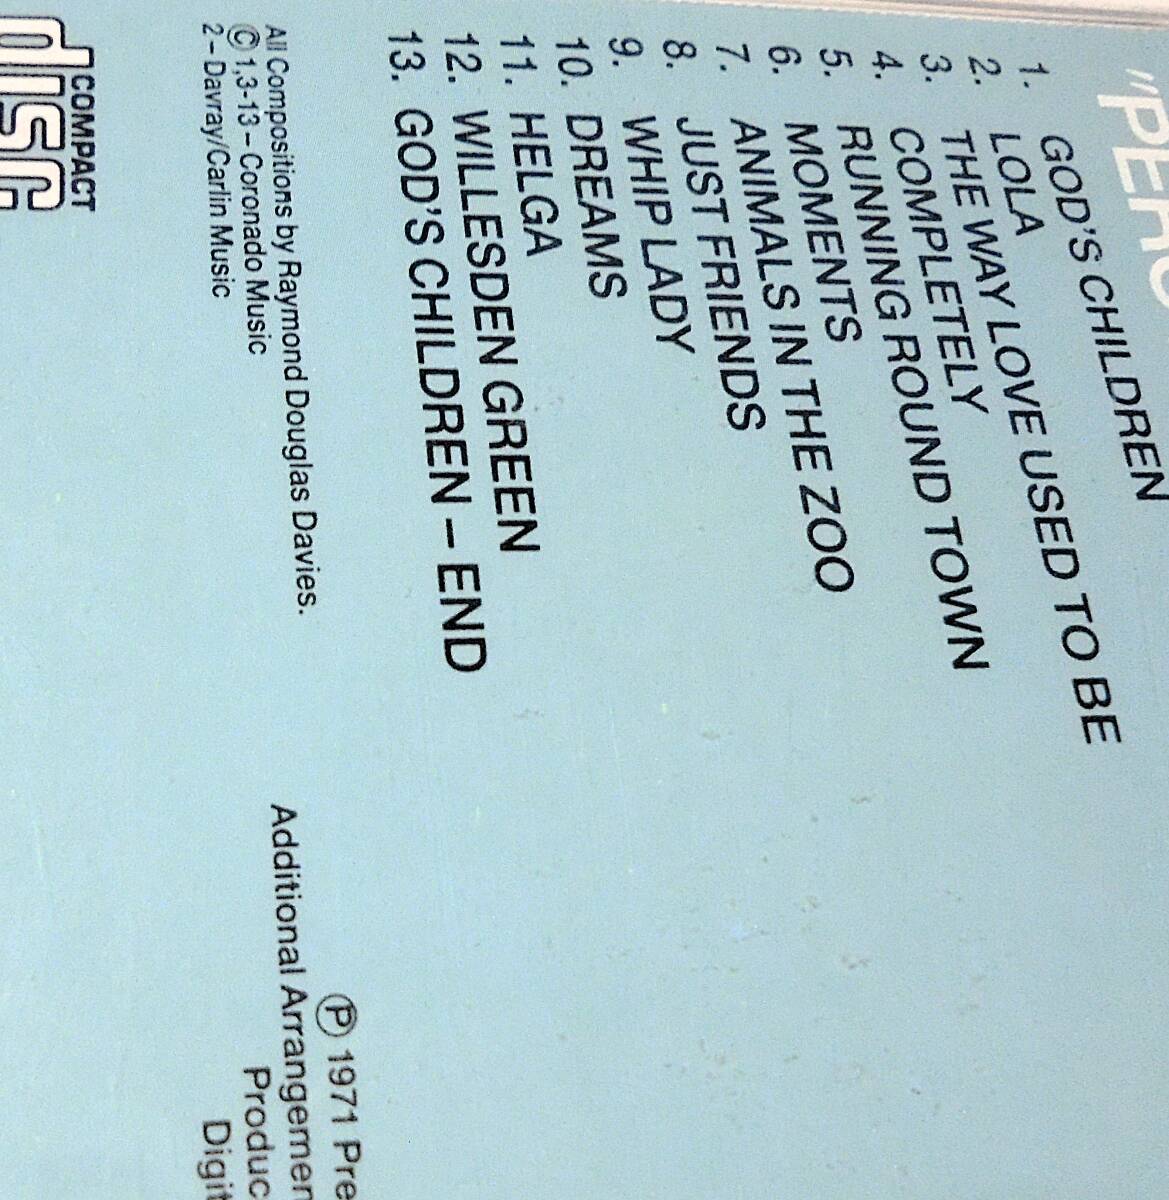 "PERC
1. GOD'S CHILDREN
2. LOLA
3. THE WAY LOVE USED TO BE
4. COMPLETELY
5. RUNNING ROUND TOWN
6. MOMENTS
7. ANIMALS IN THE ZOO
8. JUST FRIENDS
9. WHIP LADY
10. DREAMS
11. HELGA
12. WILLESDEN GREEN
13. GOD'S CHILDREN – END
All Compositions by Raymond Douglas Davies.
© 1,3-13 – Coronado Music
2 – Davray/Carlin Music
℗ 1971 Pre
Additional Arrangemen
Produc
Digit
COMPACT
disc